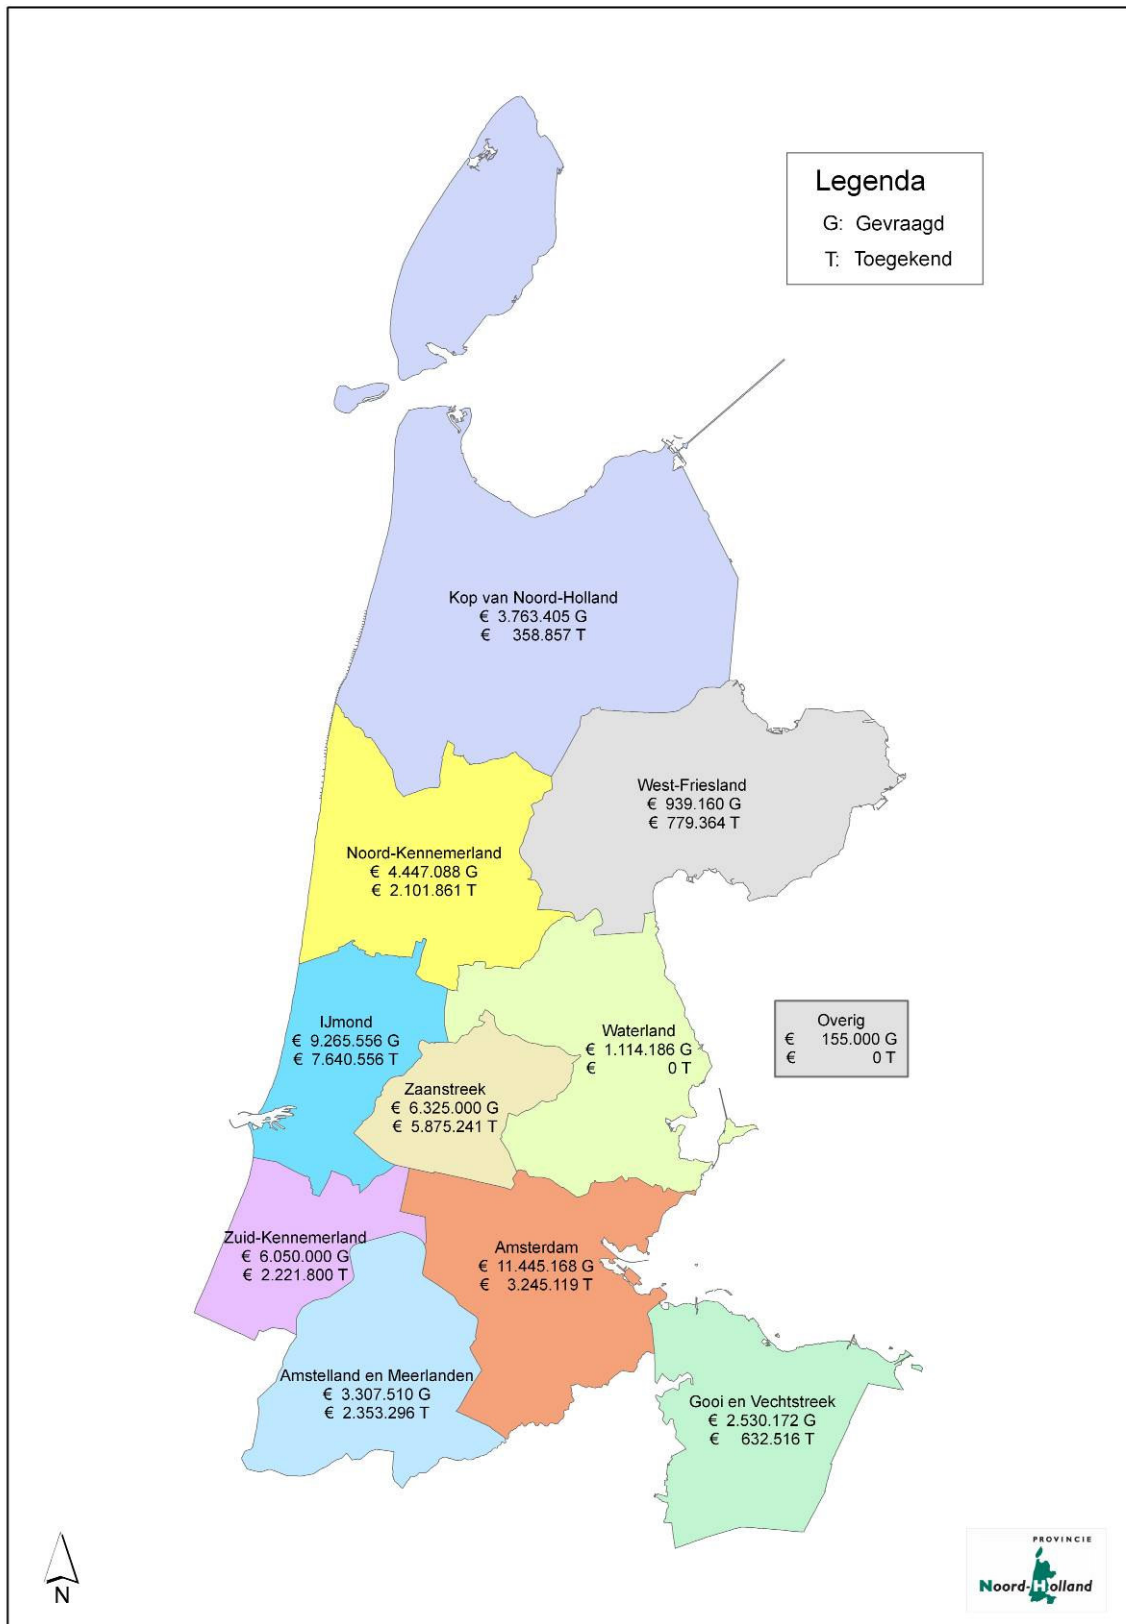 Legenda
G: Gevraagd
T: Toegekend
Kop van Noord-Holland
€ 3.763.405 G
€ 358.857 T
West-Friesland
€ 939.160 G
€ 779.364 T
Noord-Kennemerland
€ 4.447.088 G
€ 2.101.861 T
IJmond
€ 9.265.556 G
€ 7.640.556 T
Waterland
€ 1.114.186 G
€ 0 T
Overig
€ 155.000 G
€ 0 T
Zaanstreek
€ 6.325.000 G
€ 5.875.241 T
Zuid-Kennemerland
€ 6.050.000 G
€ 2.221.800 T
Amsterdam
€ 11.445.168 G
€ 3.245.119 T
Amstelland en Meerlanden
€ 3.307.510 G
€ 2.353.296 T
Gooi en Vechtstreek
€ 2.530.172 G
€ 632.516 T
N
PROVINCIE
Noord-Holland